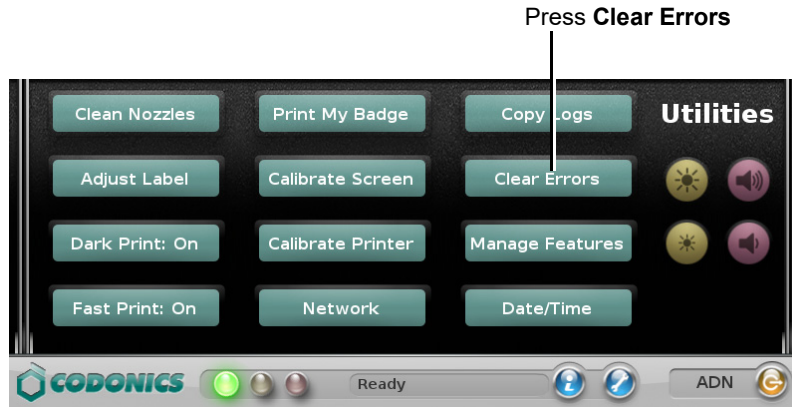 Press Clear Errors
Clean Nozzles Print My Badge Copy Logs Utilities
Adjust Label Calibrate Screen Clear Errors
Dark Print: On Calibrate Printer Manage Features
Fast Print: On Network Date/Time
CODONICS Ready i ADN